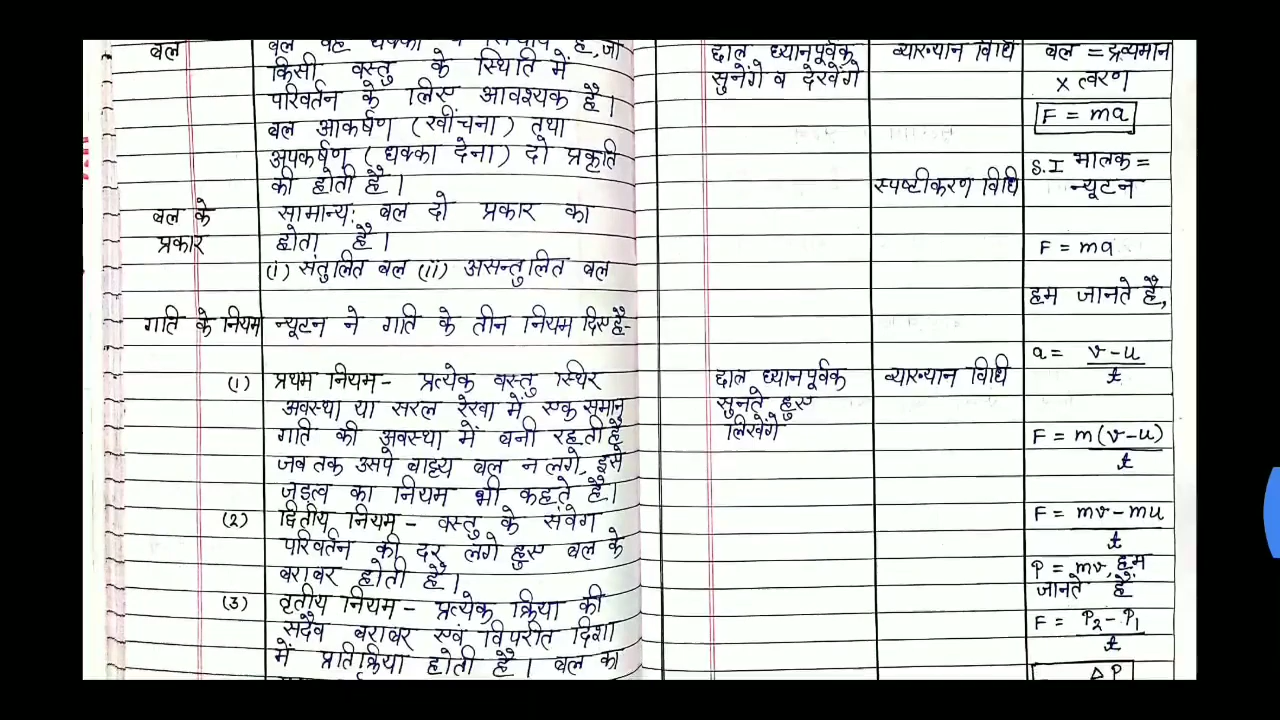 बल
बल वह धक्का व खिंचाव है, जो
किसी वस्तु के स्थिति में
परिवर्तन के लिए आवश्यक है।
बल आकर्षण (खींचना) तथा
अपकर्षण (धक्का देना) दो प्रकृति
की होती है।
बल के
प्रकार
सामान्य: बल दो प्रकार का
होता है।
(i) संतुलित बल (ii) असन्तुलित बल
गति के नियम
न्यूटन ने गति के तीन नियम दिए है-
(1) प्रथम नियम - प्रत्येक वस्तु स्थिर
अवस्था या सरल रेखा में एक समान
गति की अवस्था में बनी रहती है
जब तक उसपे बाह्य बल न लगे, इसे
जड़त्व का नियम भी कहते है।
(2) द्वितीय नियम - वस्तु के संवेग
परिवर्तन की दर लगे हुए बल के
बराबर होती है।
(3) तृतीय नियम - प्रत्येक क्रिया की
सदैव बराबर एवं विपरीत दिशा
में प्रतिक्रिया होती है। बल का
छात्र ध्यानपूर्वक
सुनेंगे व देखेंगे
छात्र ध्यानपूर्वक
सुनते हुए
लिखेंगे
व्याख्यान विधि
स्पष्टीकरण विधि
व्याख्यान विधि
बल = द्रव्यमान
× त्वरण
F = ma
S.I मात्रक =
न्यूटन
F = ma
हम जानते है,
a = v-u
t
F = m(v-u)
t
F = mv - mu
t
P = mv, हम
जानते है
F = P₂ - P₁
t
ΔP